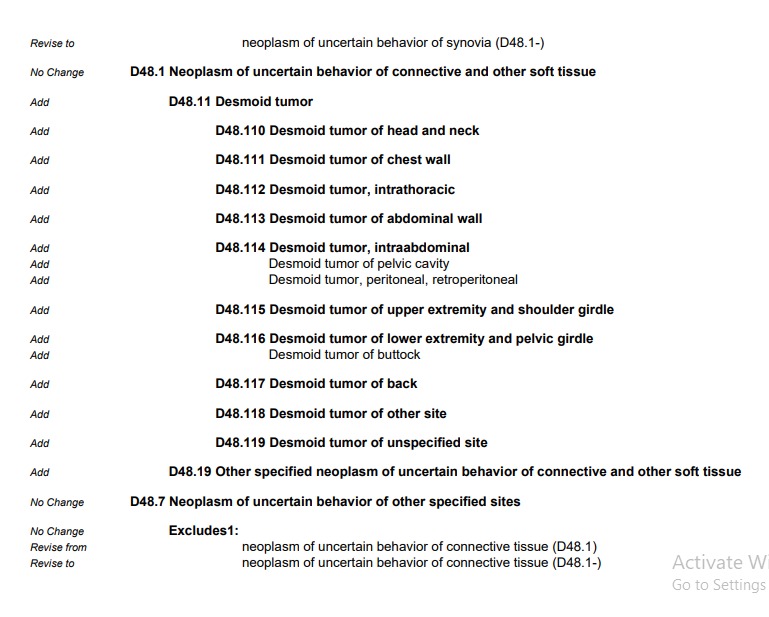 Revise to neoplasm of uncertain behavior of synovia (D48.1-)
No Change D48.1 Neoplasm of uncertain behavior of connective and other soft tissue
Add D48.11 Desmoid tumor
Add D48.110 Desmoid tumor of head and neck
Add D48.111 Desmoid tumor of chest wall
Add D48.112 Desmoid tumor, intrathoracic
Add D48.113 Desmoid tumor of abdominal wall
Add D48.114 Desmoid tumor, intraabdominal
Add Desmoid tumor of pelvic cavity
Add Desmoid tumor, peritoneal, retroperitoneal
Add D48.115 Desmoid tumor of upper extremity and shoulder girdle
Add D48.116 Desmoid tumor of lower extremity and pelvic girdle
Add Desmoid tumor of buttock
Add D48.117 Desmoid tumor of back
Add D48.118 Desmoid tumor of other site
Add D48.119 Desmoid tumor of unspecified site
Add D48.19 Other specified neoplasm of uncertain behavior of connective and other soft tissue
No Change D48.7 Neoplasm of uncertain behavior of other specified sites
No Change Excludes1:
Revise from neoplasm of uncertain behavior of connective tissue (D48.1)
Revise to neoplasm of uncertain behavior of connective tissue (D48.1-)
Activate Wi
Go to Settings